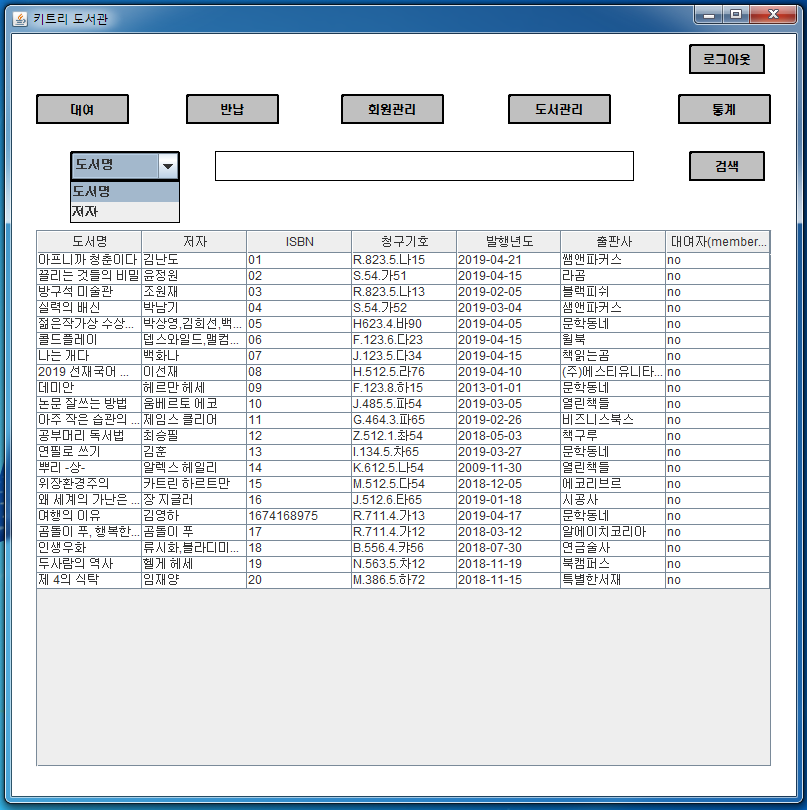 키트리 도서관
로그아웃
대여 반납 회원관리 도서관리 통계
도서명 검색
도서명
저자
도서명 저자 ISBN 청구기호 발행년도 출판사 대여자(member...
아프니까 청춘이다 김난도 01 R.823.5.나15 2019-04-21 쌤앤파커스 no
끌리는 것들의 비밀 윤정원 02 S.54.가51 2019-04-15 라곰 no
방구석 미술관 조원재 03 R.823.5.나13 2019-02-05 블랙피쉬 no
실력의 배신 박남기 04 S.54.가52 2019-03-04 쌤앤파커스 no
젊은작가상 수상... 박상영,김희선,백... 05 H623.4.바90 2019-04-05 문학동네 no
콜드플레이 뎁스와일드,맬컴... 06 F.123.6.다23 2019-04-15 윌북 no
나는 개다 백화나 07 J.123.5.다34 2019-04-15 책읽는곰 no
2019 선재국어 ... 이선재 08 H.512.5.라76 2019-04-10 (주)에스티유니타... no
데미안 헤르만 헤세 09 F.123.8.하15 2013-01-01 문학동네 no
논문 잘쓰는 방법 움베르토 에코 10 J.485.5.파54 2019-03-05 열린책들 no
아주 작은 습관의 ... 제임스 클리어 11 G.464.3.파65 2019-02-26 비즈니스북스 no
공부머리 독서법 최승필 12 Z.512.1.화54 2018-05-03 책구루 no
연필로 쓰기 김훈 13 I.134.5.차65 2019-03-27 문학동네 no
뿌리 -상- 알렉스 헤일리 14 K.612.5.나54 2009-11-30 열린책들 no
위장환경주의 카트린 하르트만 15 M.512.5.다54 2018-12-05 에코리브르 no
왜 세계의 가난은 ... 장 지글러 16 J.512.6.타65 2019-01-18 시공사 no
여행의 이유 김영하 1674168975 R.711.4.가13 2019-04-17 문학동네 no
곰돌이 푸, 행복한... 곰돌이 푸 17 R.711.4.가12 2018-03-12 알에이치코리아 no
인생우화 류시화,블라디미... 18 B.556.4.카56 2018-07-30 연금술사 no
두사람의 역사 헬게 헤세 19 N.563.5.차12 2018-11-19 북캠퍼스 no
제 4의 식탁 임재양 20 M.386.5.하72 2018-11-15 특별한서재 no